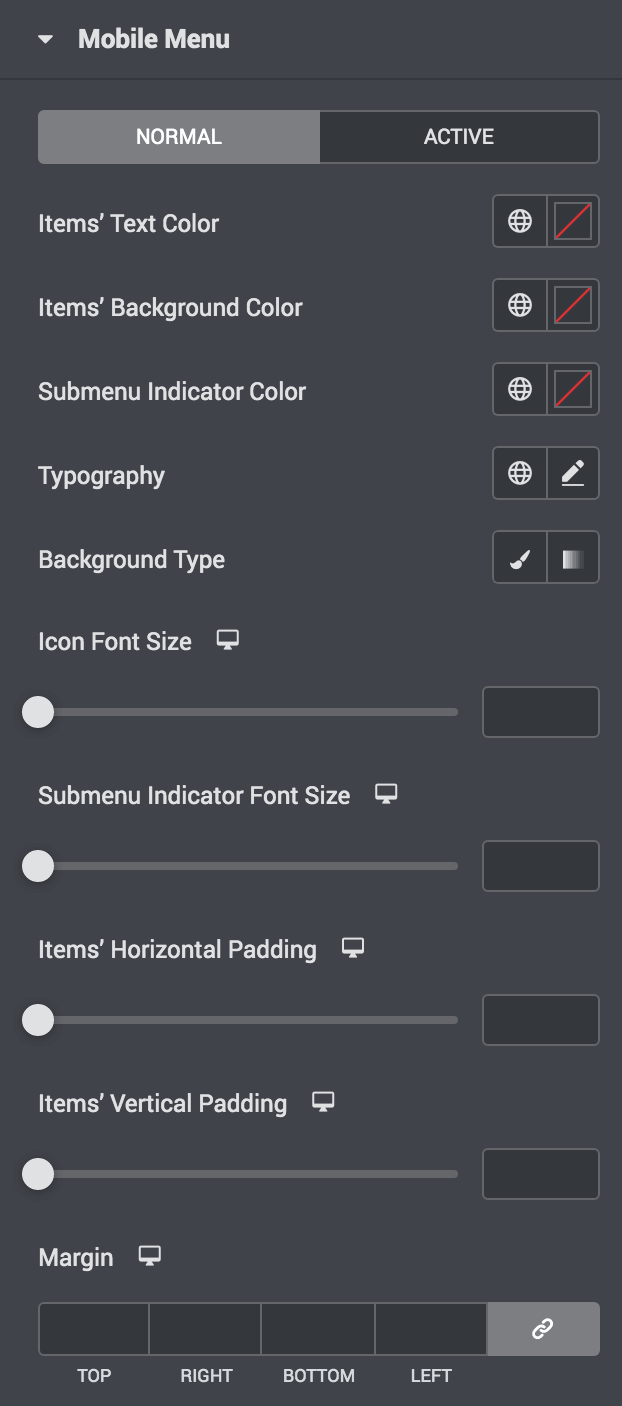 Mobile Menu
NORMAL ACTIVE
Items’ Text Color
Items’ Background Color
Submenu Indicator Color
Typography
Background Type
Icon Font Size
Submenu Indicator Font Size
Items’ Horizontal Padding
Items’ Vertical Padding
Margin
TOP RIGHT BOTTOM LEFT